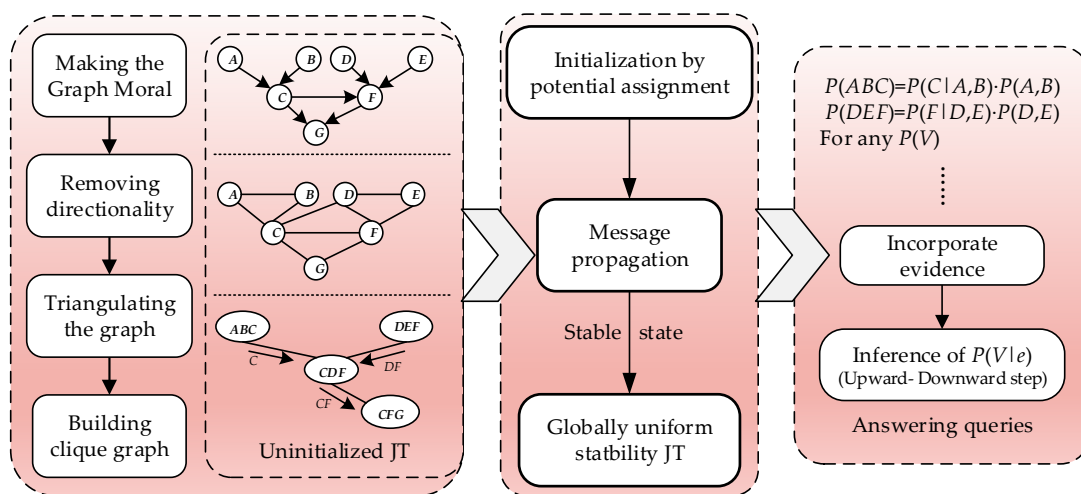 Making the
Graph Moral
Removing
directionality
Triangulating
the graph
Building
clique graph
A
B
D
E
C
F
G
A
B
D
E
C
F
G
ABC
DEF
C
CDF
DF
CF
CFG
Uninitialized JT
Initialization by
potential assignment
Message
propagation
Stable state
Globally uniform
statbility JT
P(ABC)=P(C|A,B)·P(A,B)
P(DEF)=P(F|D,E)·P(D,E)
For any P(V)
......
Incorporate
evidence
Inference of P(V|e)
(Upward- Downward step)
Answering queries